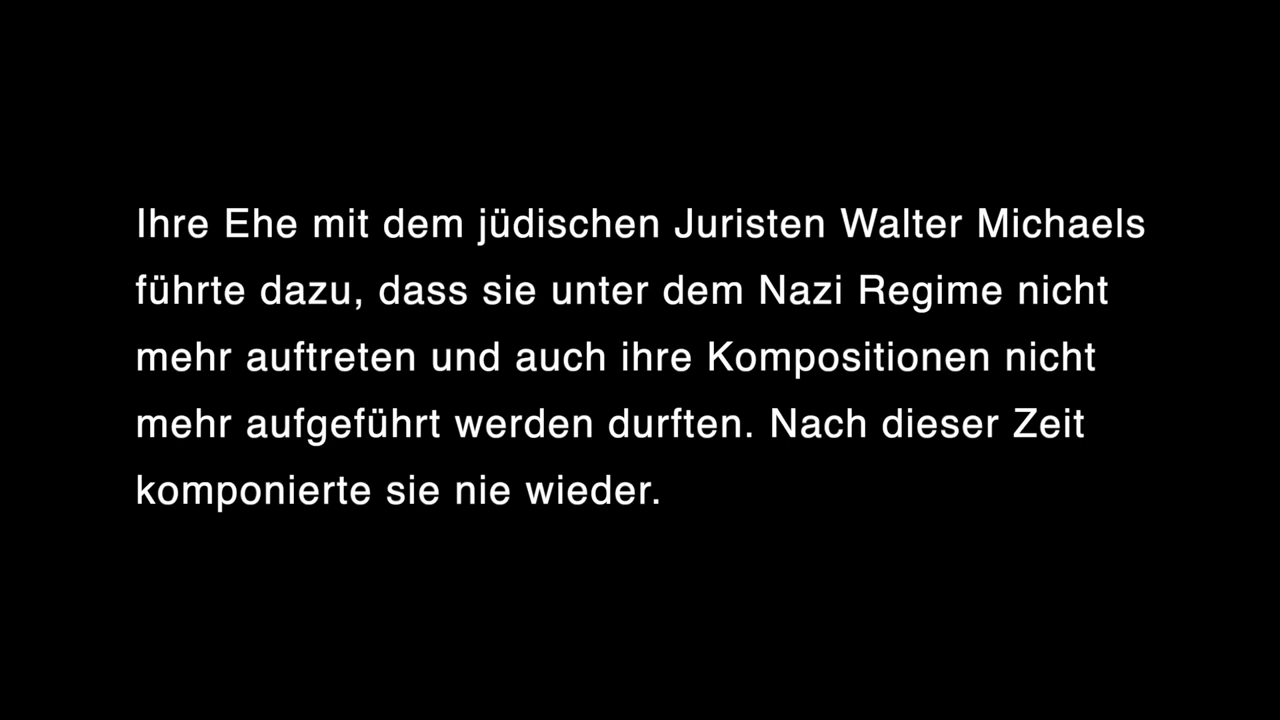 Ihre Ehe mit dem jüdischen Juristen Walter Michaels
führte dazu, dass sie unter dem Nazi Regime nicht
mehr auftreten und auch ihre Kompositionen nicht
mehr aufgeführt werden durften. Nach dieser Zeit
komponierte sie nie wieder.